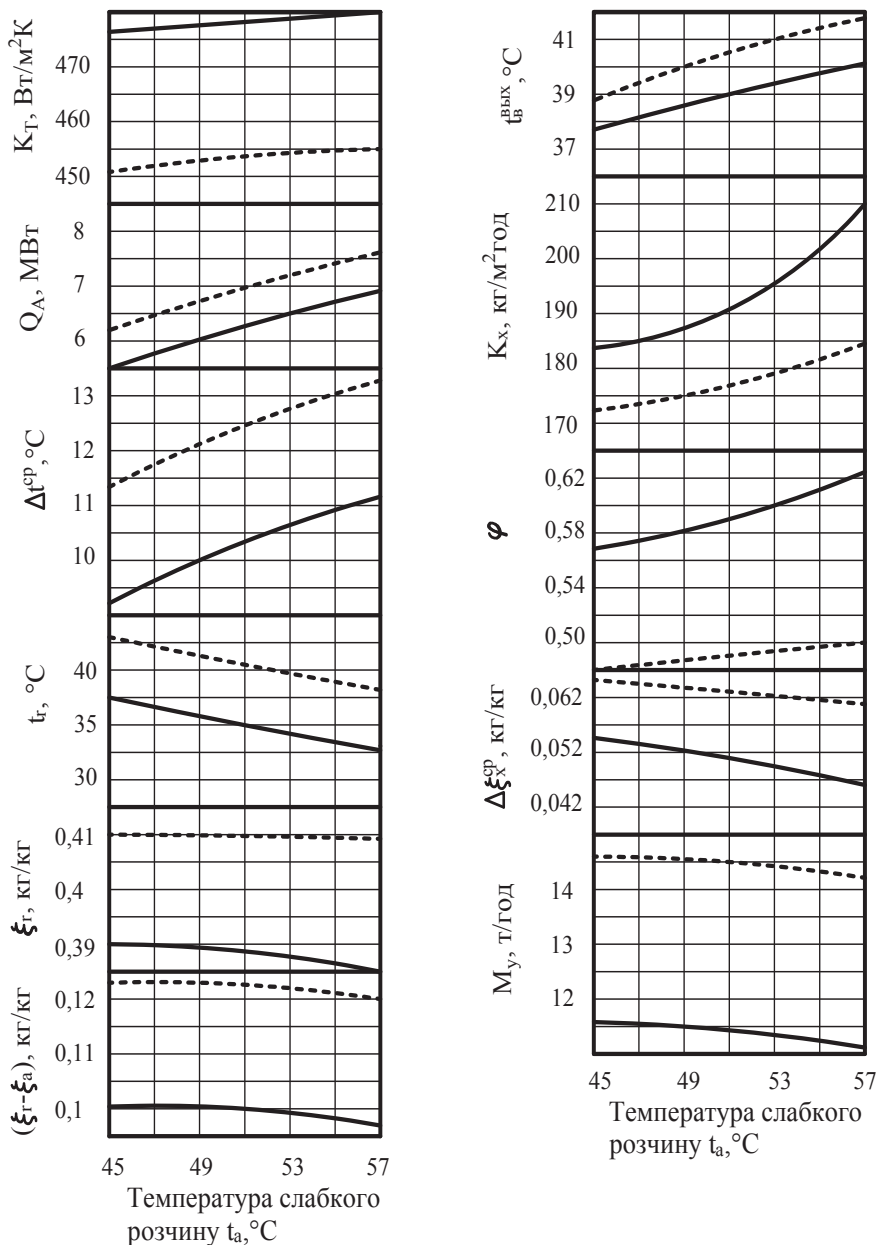 K_T, Вт/м²К
470
460
450
Q_A, МВт
8
7
6
Δt^ср, °С
13
12
11
10
t_r, °С
40
35
30
ξ_r, кг/кг
0,41
0,4
0,39
(ξ_r-ξ_a), кг/кг
0,12
0,11
0,1
45 49 53 57
Температура слабкого
розчину t_a,°С
t_в^вых, °С
41
39
37
K_x, кг/м²год
210
200
190
180
170
φ
0,62
0,58
0,54
0,50
Δξ_x^ср, кг/кг
0,062
0,052
0,042
M_y, т/год
14
13
12
45 49 53 57
Температура слабкого
розчину t_a,°С